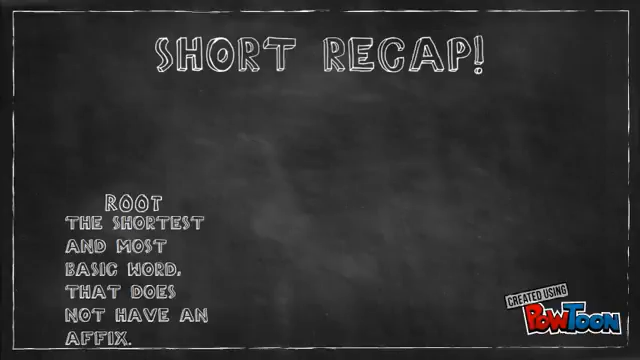 SHORT RECAP!
ROOT
THE SHORTEST
AND MOST
BASIC WORD.
THAT DOES
NOT HAVE AN
AFFIX.
CREATED USING
POWTOON